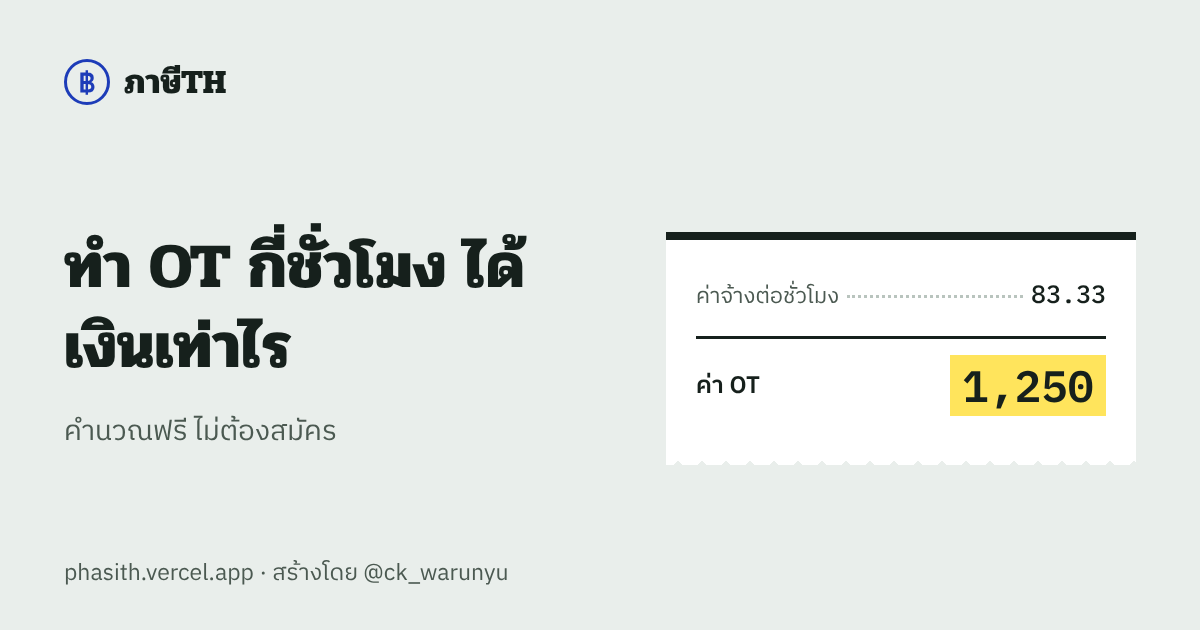 ฿ ภาษีTH
ทำ OT กี่ชั่วโมง ได้
เงินเท่าไร
คำนวณฟรี ไม่ต้องสมัคร
ค่าจ้างต่อชั่วโมง 83.33
ค่า OT 1,250
phasith.vercel.app · สร้างโดย @ck_warunyu